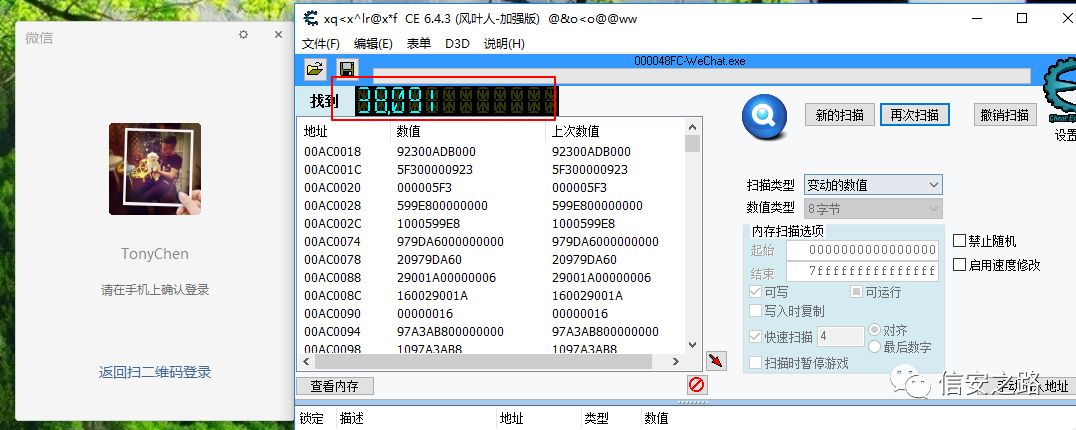 微信
TonyChen
请在手机上确认登录
返回扫二维码登录
xq<x^lr@x*f CE 6.4.3 (风叶人-加强版) @&o<o@@ww
文件(F) 编辑(E) 表单 D3D 说明(H)
000048FC-WeChat.exe
找到 38,091
地址 数值 上次数值
00AC0018 92300ADB000 92300ADB000
00AC001C 5F300000923 5F300000923
00AC0020 000005F3 000005F3
00AC0028 599E800000000 599E800000000
00AC002C 1000599E8 1000599E8
00AC0074 979DA6000000000 979DA6000000000
00AC0078 20979DA60 20979DA60
00AC0088 29001A00000006 29001A00000006
00AC008C 160029001A 160029001A
00AC0090 00000016 00000016
00AC0094 97A3AB800000000 97A3AB800000000
00AC0098 1097A3AB8 1097A3AB8
查看内存
新的扫描 再次扫描 撤销扫描
设置
扫描类型 变动的数值
数值类型 8字节
内存扫描选项
起始 0000000000000000
结束 7fffffffffffffff
可写 可运行
写入时复制
快速扫描 4 对齐
最后数字
扫描时暂停游戏
禁止随机
启用速度修改
信安之路
入地址
锁定 描述 地址 类型 数值